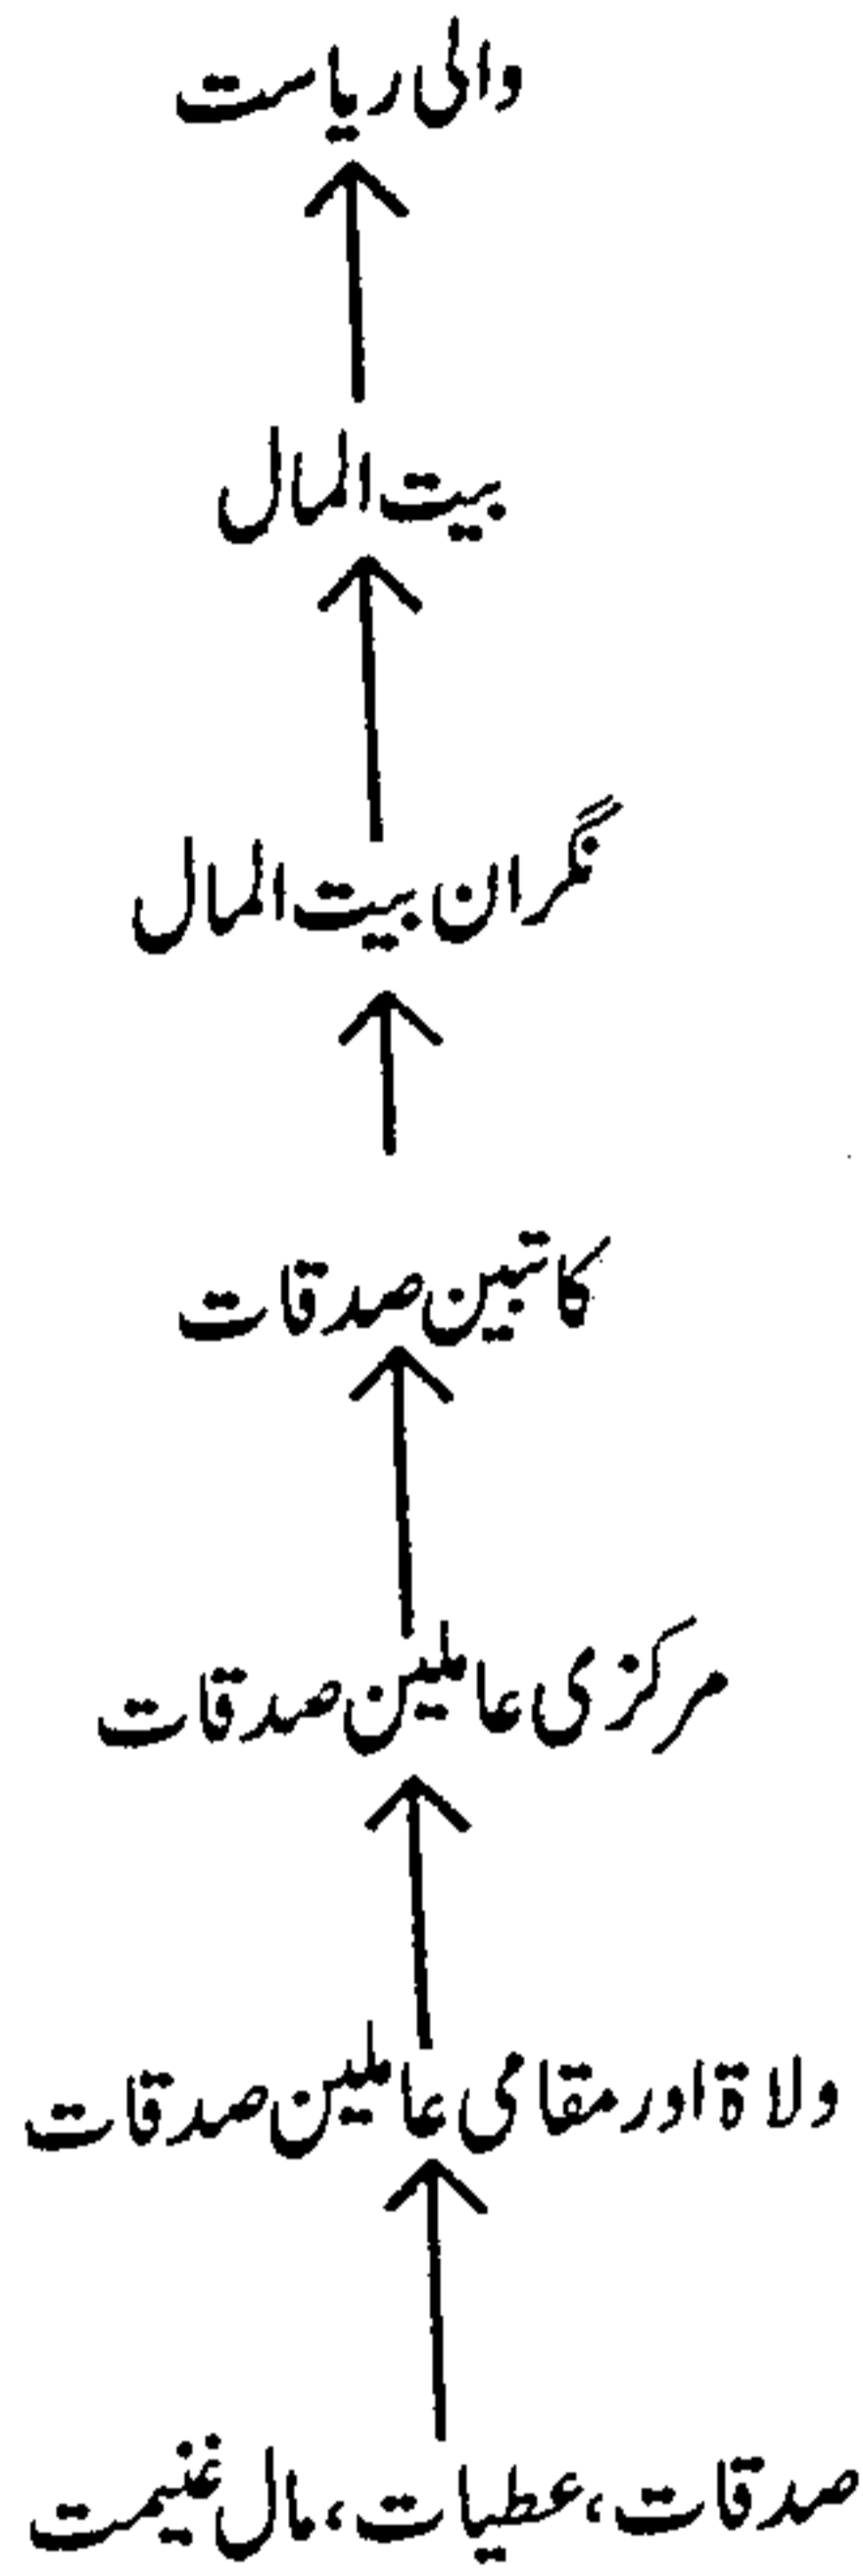 والی ریاست
بیت المال
نگران بیت المال
کاتبین صدقات
مرکزی عاملین صدقات
ولاۃ اور مقامی عاملین صدقات
صدقات، عطیات، مال غنیمت